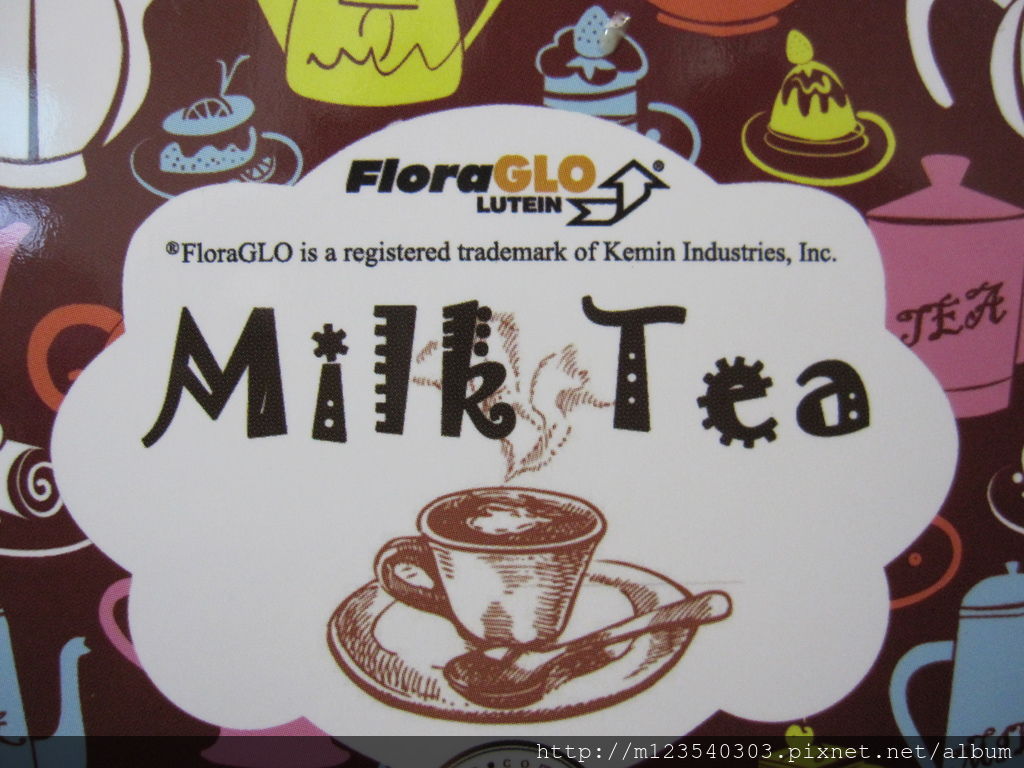 FloraGLO®
LUTEIN
®FloraGLO is a registered trademark of Kemin Industries, Inc.
Milk Tea
TEA
http://m123540303.pixnet.net/album